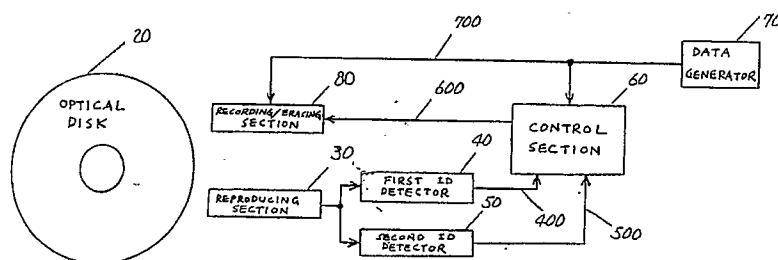 20
OPTICAL
DISK
700
70
DATA
GENERATOR
80
RECORDING/ERASING
SECTION
600
60
CONTROL
SECTION
30
REPRODUCING
SECTION
40
FIRST ID
DETECTOR
400
50
SECOND ID
DETECTOR
500